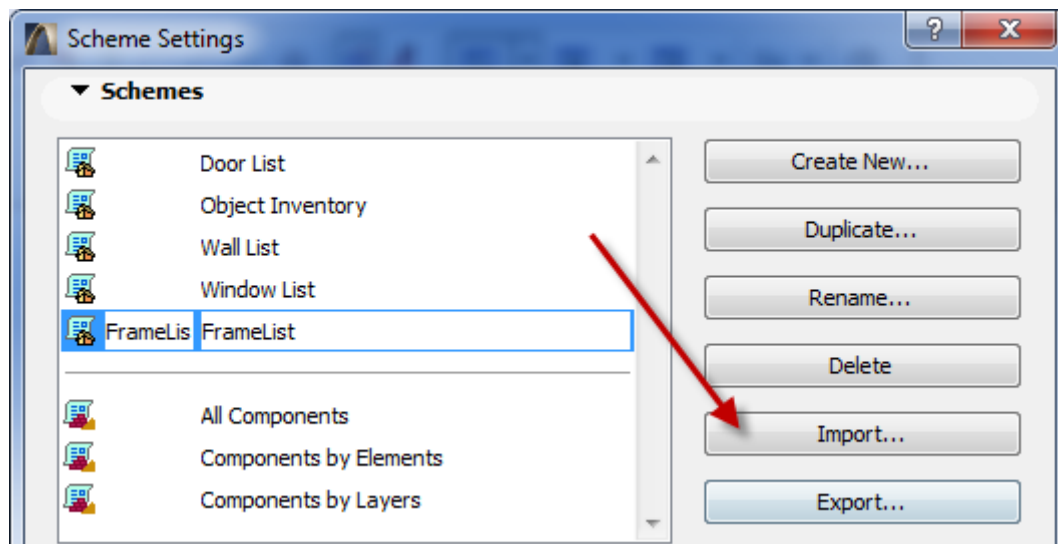 Scheme Settings
?
X
Schemes
Door List
Object Inventory
Wall List
Window List
FrameLis FrameList
All Components
Components by Elements
Components by Layers
Create New...
Duplicate...
Rename...
Delete
Import...
Export...